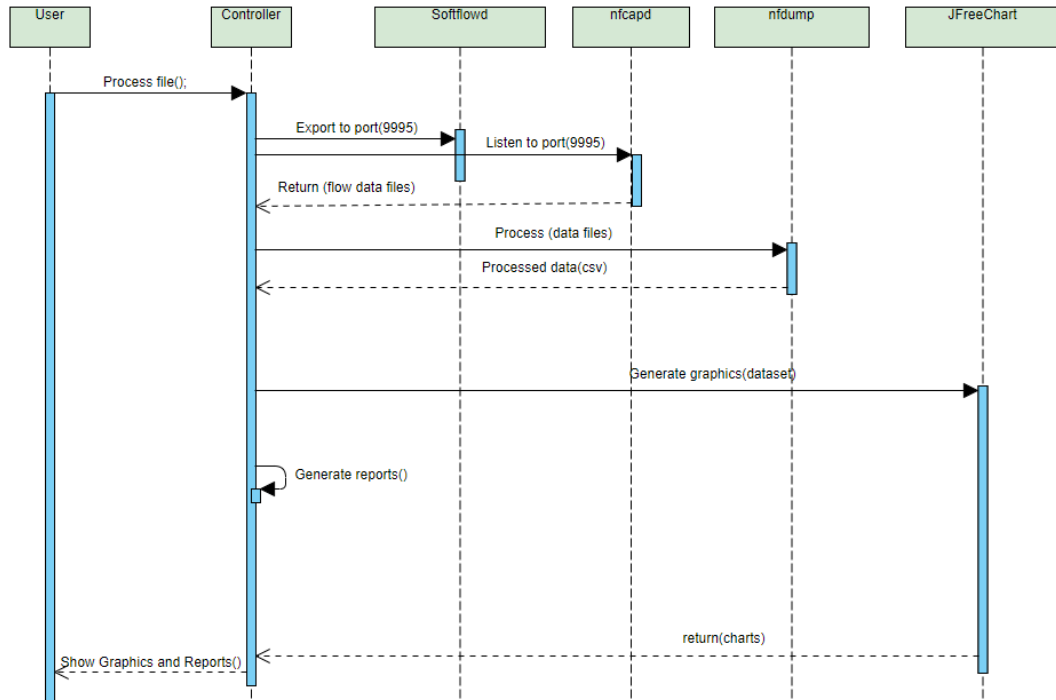 User
Controller
Softflowd
nfcapd
nfdump
JFreeChart
Process file();
Export to port(9995)
Listen to port(9995)
Return (flow data files)
Process (data files)
Processed data(csv)
Generate graphics(dataset)
Generate reports()
return(charts)
Show Graphics and Reports()